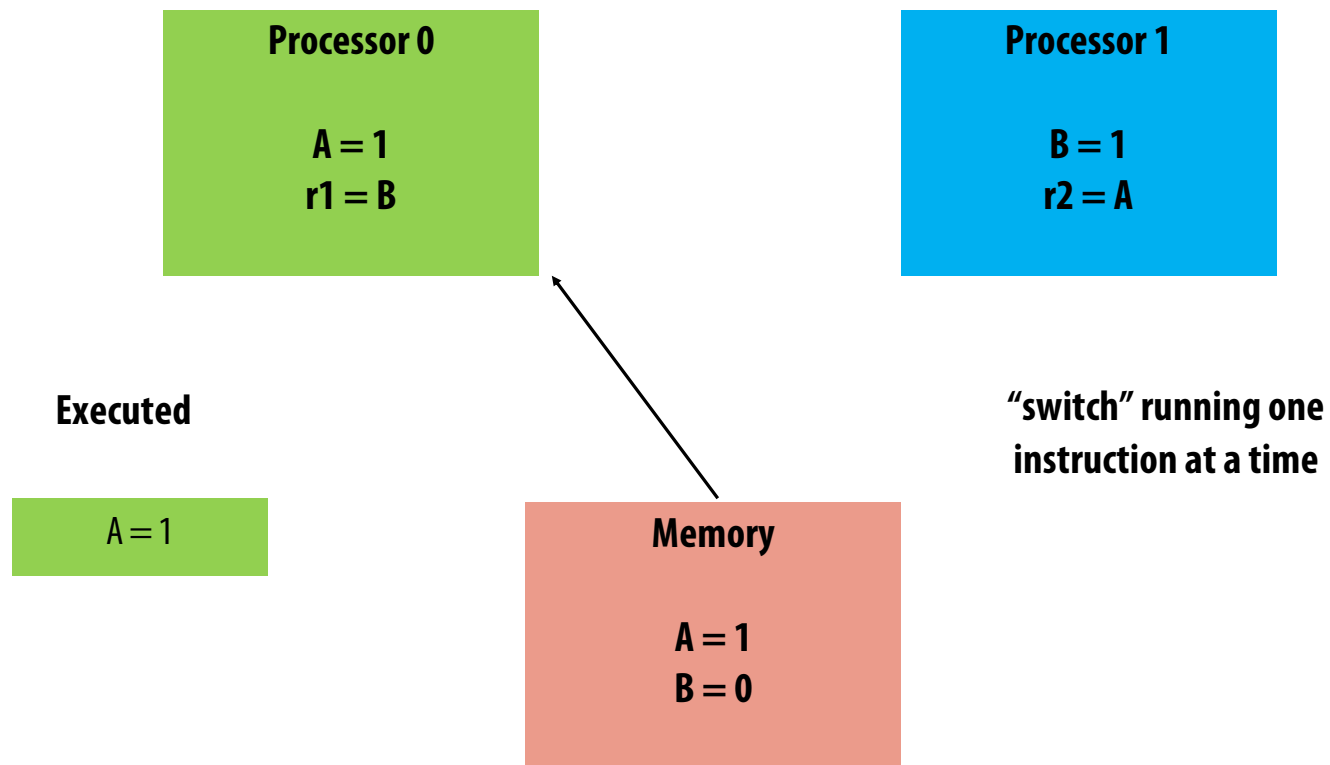 Processor 0
A = 1
r1 = B
Processor 1
B = 1
r2 = A
Executed
A = 1
“switch” running one
instruction at a time
Memory
A = 1
B = 0